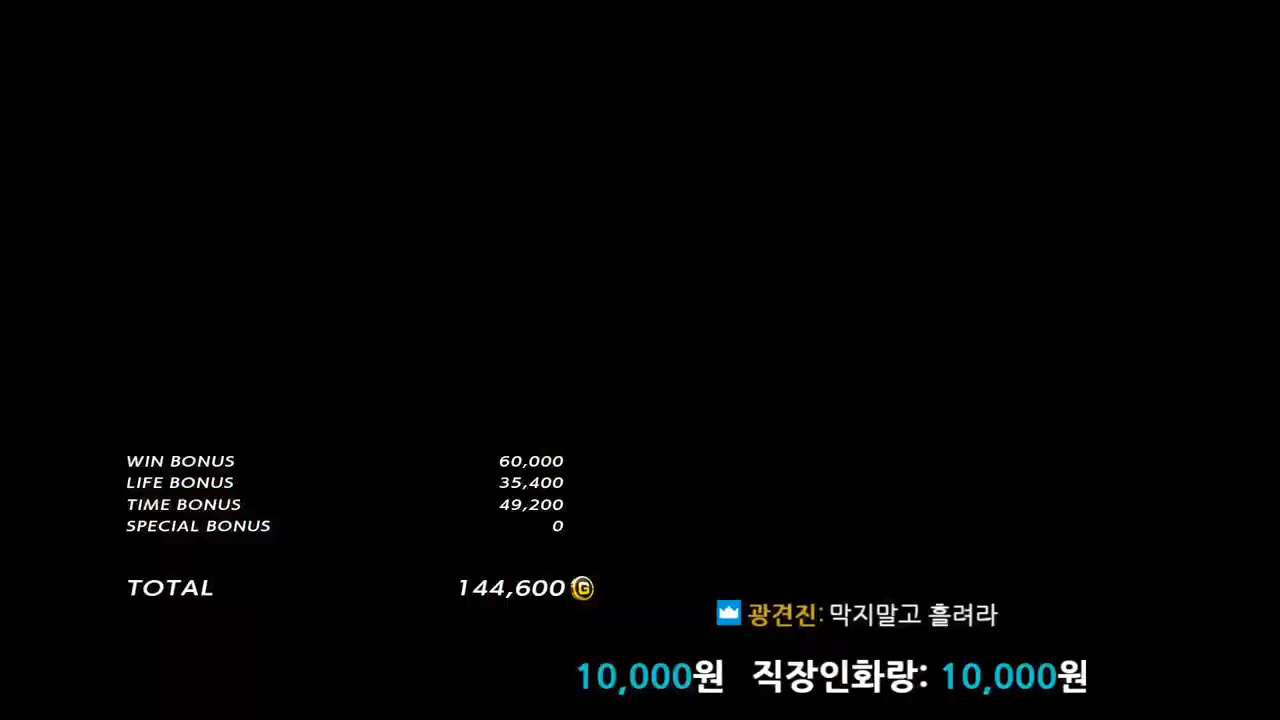 WIN BONUS 60,000
LIFE BONUS 35,400
TIME BONUS 49,200
SPECIAL BONUS 0
TOTAL 144,600 G
광견진: 막지말고 흘려라
10,000원 직장인화랑: 10,000원